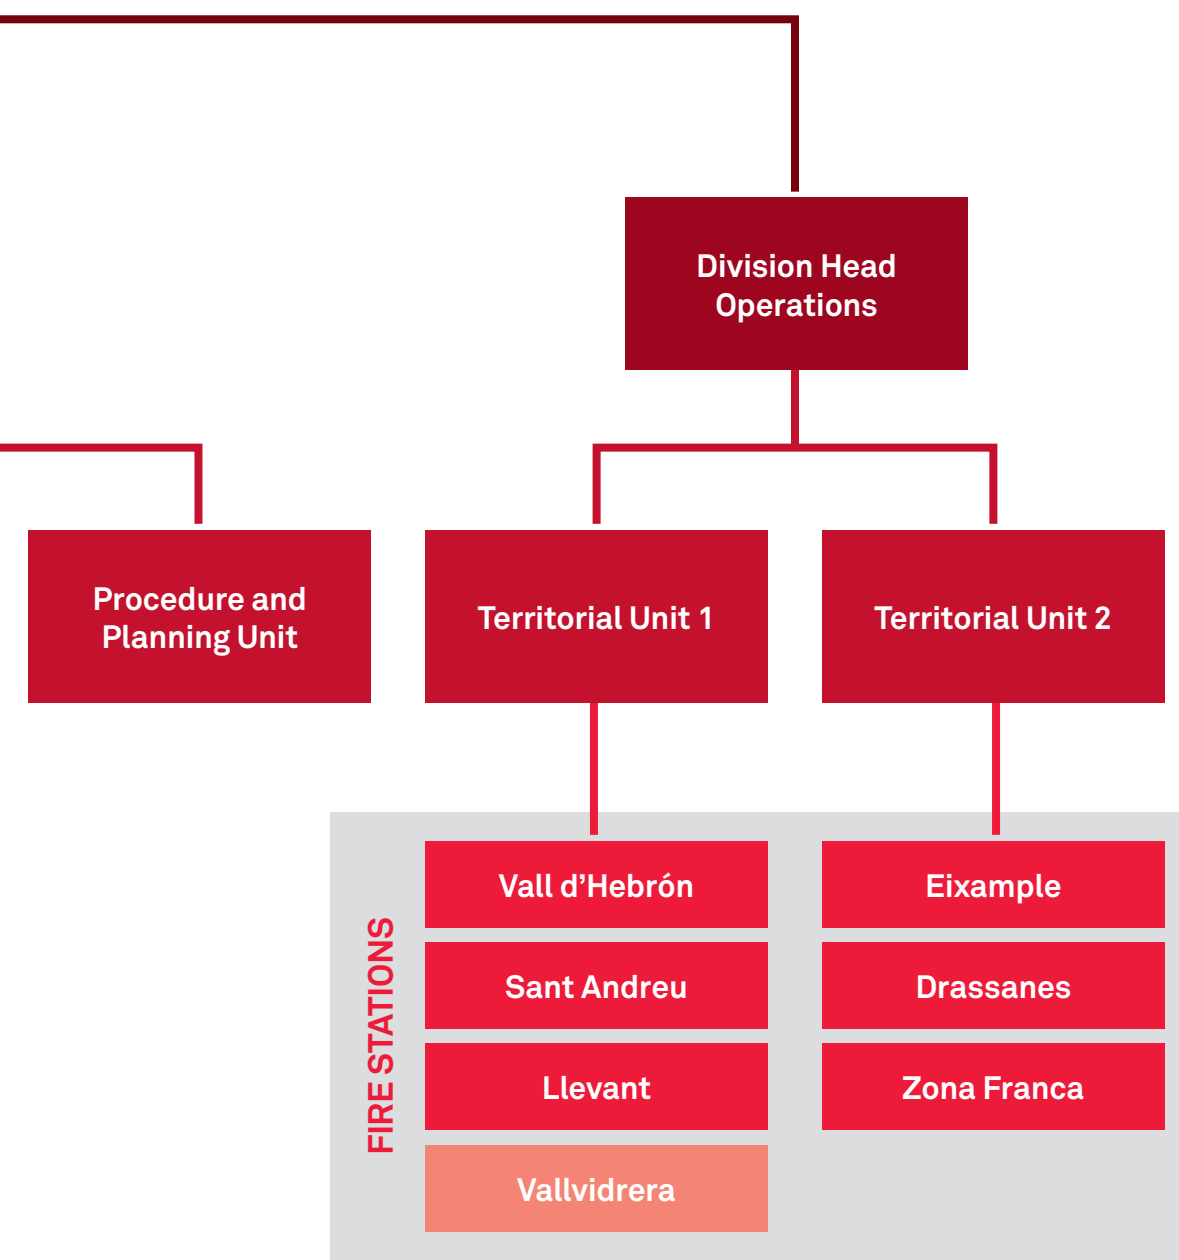 Division Head
Operations
Procedure and
Planning Unit
Territorial Unit 1
Territorial Unit 2
FIRE STATIONS
Vall d’Hebrón
Sant Andreu
Llevant
Vallvidrera
Eixample
Drassanes
Zona Franca